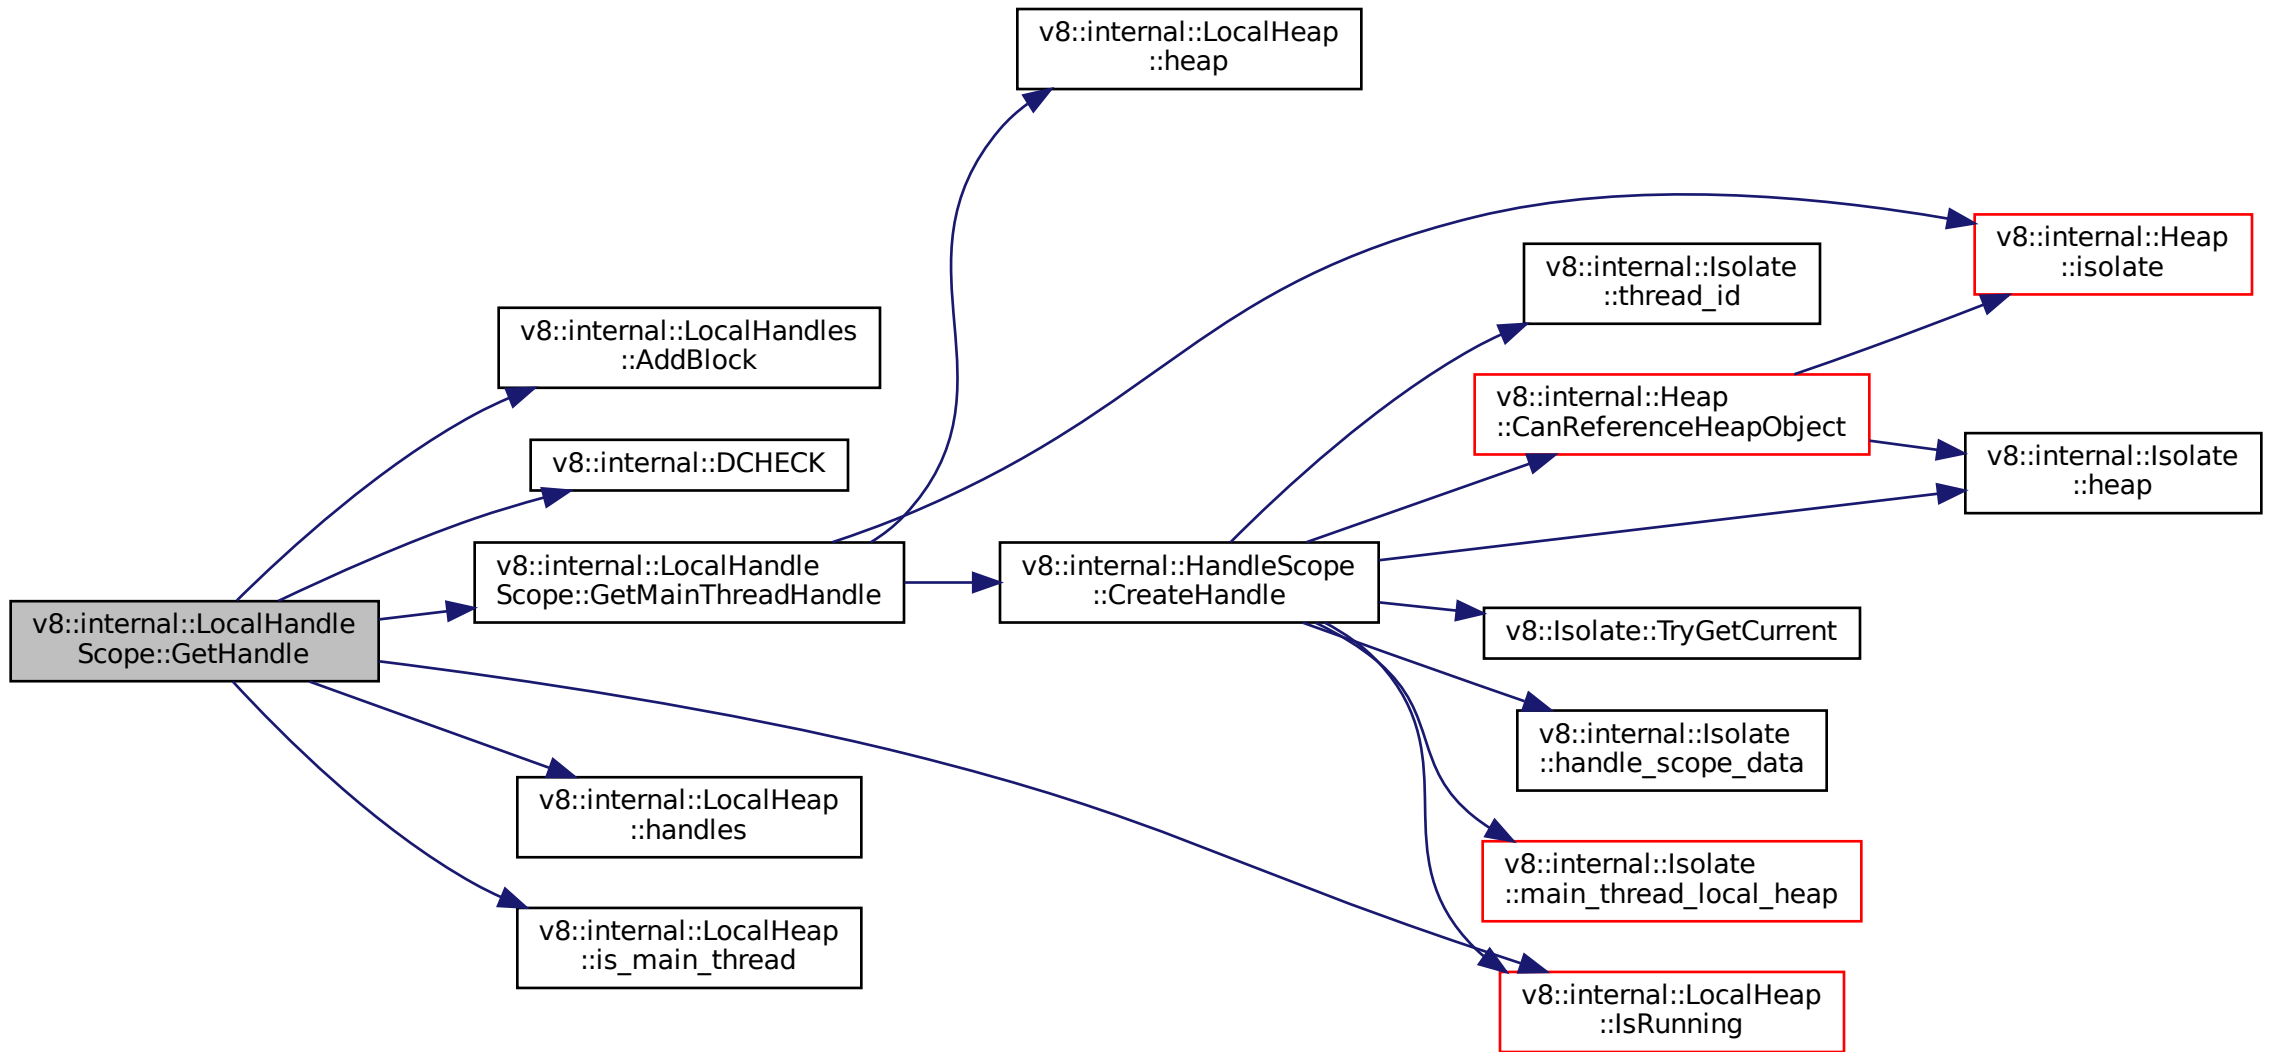 v8::internal::LocalHeap
::heap
v8::internal::Heap
::isolate
v8::internal::Isolate
::thread_id
v8::internal::LocalHandles
::AddBlock
v8::internal::Heap
::CanReferenceHeapObject
v8::internal::DCHECK
v8::internal::Isolate
::heap
v8::internal::LocalHandle
Scope::GetMainThreadHandle
v8::internal::HandleScope
::CreateHandle
v8::internal::LocalHandle
Scope::GetHandle
v8::Isolate::TryGetCurrent
v8::internal::Isolate
::handle_scope_data
v8::internal::LocalHeap
::handles
v8::internal::Isolate
::main_thread_local_heap
v8::internal::LocalHeap
::is_main_thread
v8::internal::LocalHeap
::IsRunning